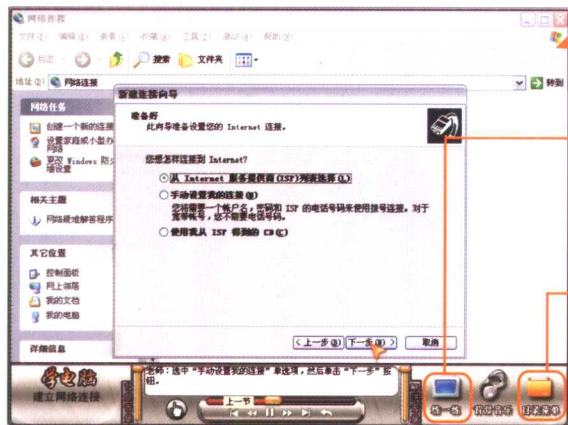 网络连接
文件(F) 编辑(E) 查看(V) 收藏(A) 工具(T) 高级(N) 帮助(H)
后退 搜索 文件夹
地址(D) 网络连接 转到
网络任务
创建一个新的连接
设置家庭或小型办
网络
更改 Windows 防火
墙设置
相关主题
网络疑难解答程序
其它位置
控制面板
网上邻居
我的文档
我的电脑
详细信息
新建连接向导
准备好
此向导准备设置您的 Internet 连接。
您想怎样连接到 Internet?
从 Internet 服务提供商(ISP)列表选择(L)
手动设置我的连接(M)
您将需要一个帐户名，密码和 ISP 的电话号码来使用拨号连接。对于
宽带帐号，您不需要电话号码。
使用我从 ISP 得到的 CD(C)
<上一步(B) 下一步(N)> 取消
学电脑
建立网络连接
老师：选中“手动设置我的连接”单选项，然后单击“下一步”按
钮。
上一节
练一练 背景音乐 目录菜单